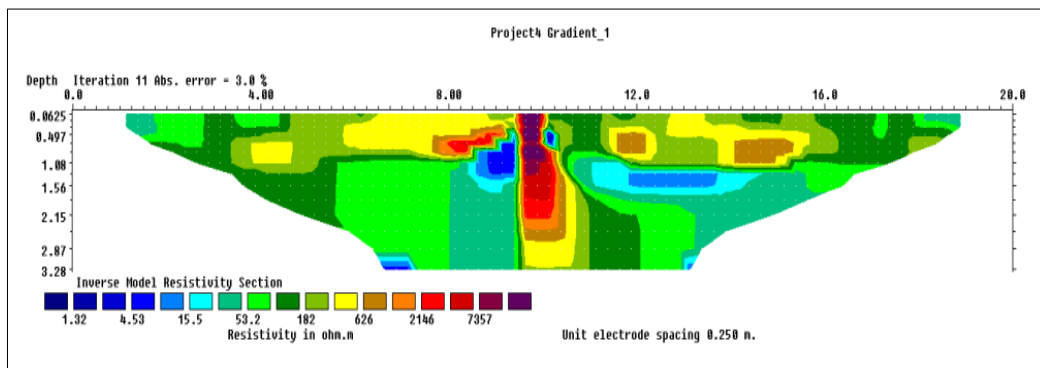 Project4 Gradient_1
Depth Iteration 11 Abs. error = 3.0 %
0.0 4.00 8.00 12.0 16.0 20.0
0.0625
0.497
1.08
1.56
2.15
2.87
3.28
Inverse Model Resistivity Section
1.32 4.53 15.5 53.2 182 626 2146 7357
Resistivity in ohm.m Unit electrode spacing 0.250 m.